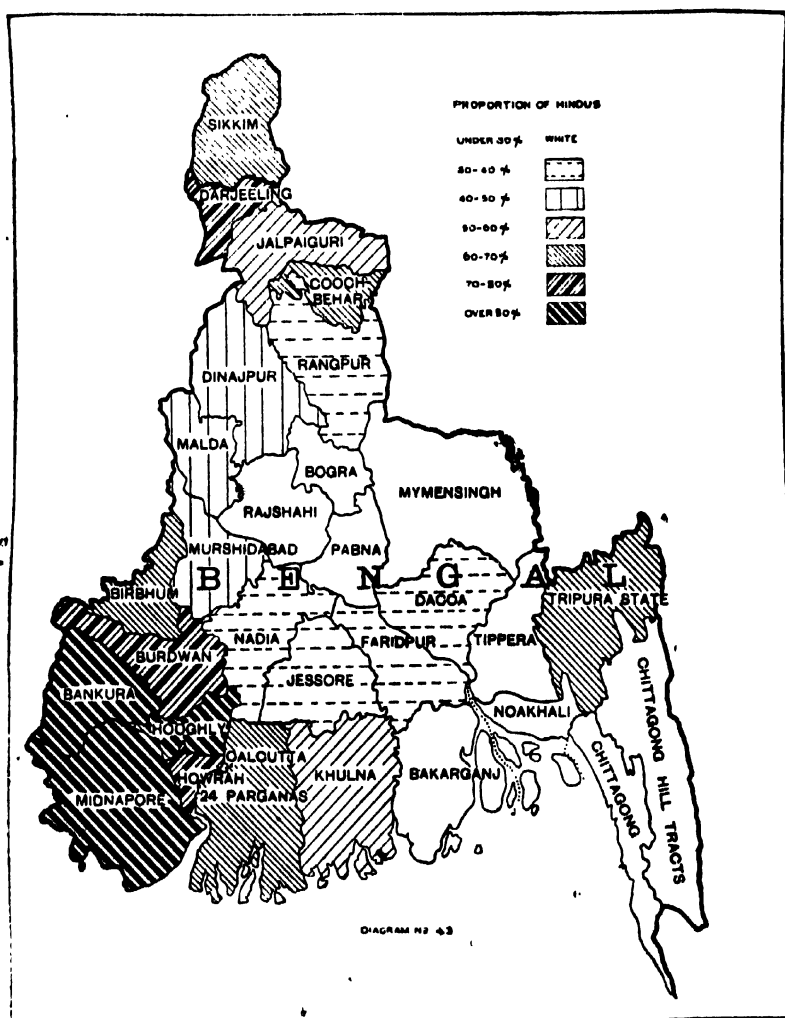 PROPORTION OF HINDUS
UNDER 30% WHITE
30-40%
40-50%
50-60%
60-70%
70-80%
OVER 80%
SIKKIM
DARJEELING
JALPAIGURI
COOCH
BEHAR
RANGPUR
DINAJPUR
MALDA
BOGRA
MYMENSINGH
RAJSHAHI
MURSHIDABAD
PABNA
BENGAL
BIRBHUM
DACCA
TRIPURA STATE
NADIA
FARIDPUR
TIPPERA
BURDWAN
JESSORE
BANKURA
NOAKHALI
HOUGHLY
CALCUTTA
HOWRAH
KHULNA
BAKARGANJ
MIDNAPORE
24 PARGANAS
CHITTAGONG
CHITTAGONG HILL TRACTS
DIAGRAM NO 43